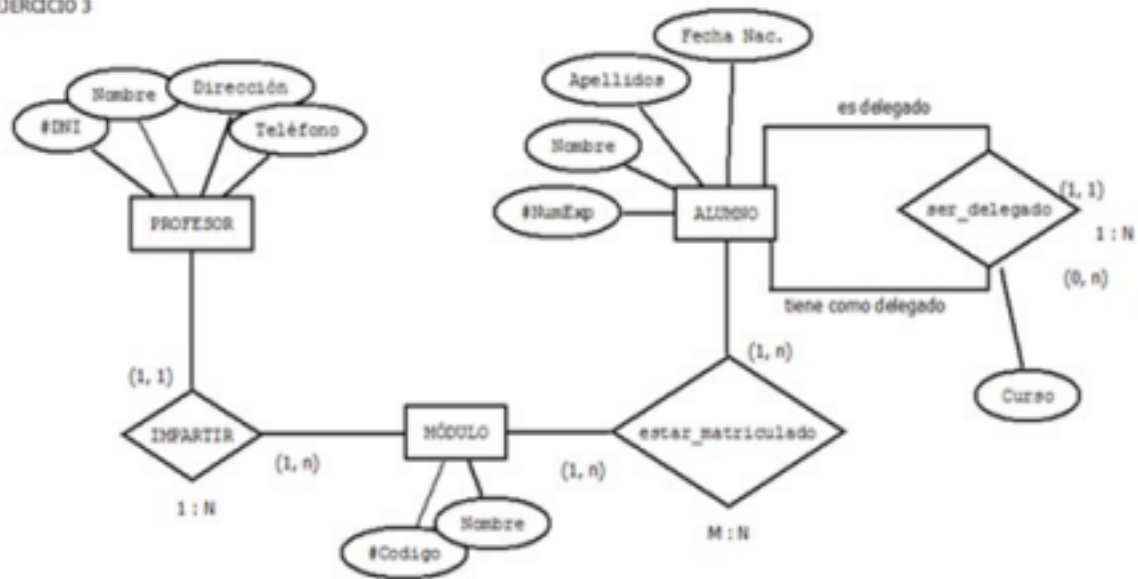 EJERCICIO 3
Fecha Nac.
Apellidos
Nombre
#NumExp
ALUMNO
es delegado
ser_delegado
(1, 1)
1 : N
(0, n)
tiene como delegado
Curso
#DNI
Nombre
Dirección
Teléfono
PROFESOR
(1, 1)
IMPARTIR
1 : N
(1, n)
MÓDULO
#Codigo
Nombre
(1, n)
(1, n)
estar_matriculado
M : N